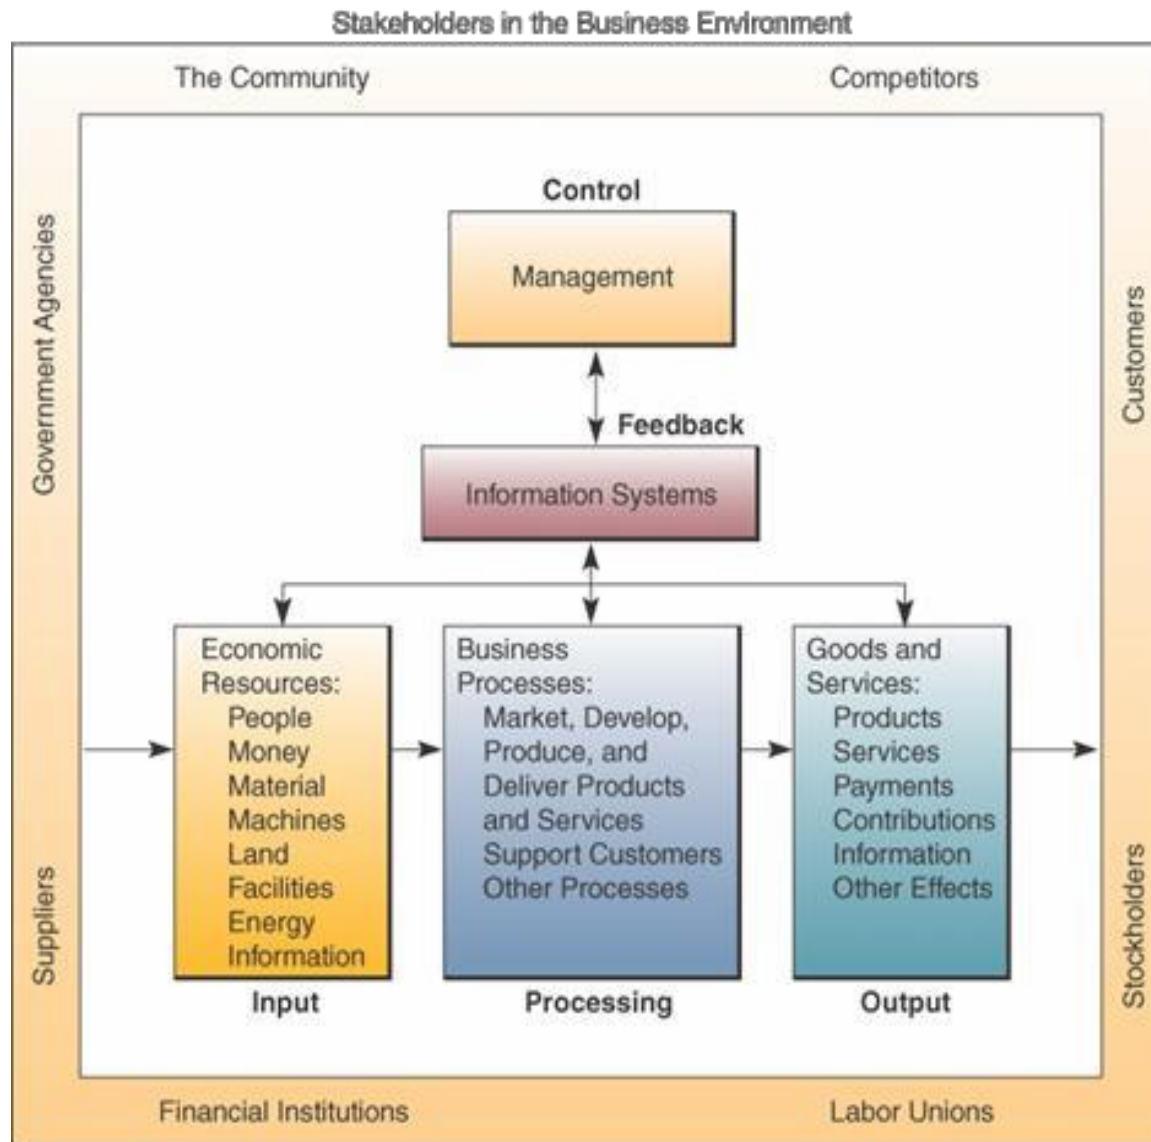 Stakeholders in the Business Environment
The Community
Competitors
Government Agencies
Suppliers
Control
Management
Feedback
Information Systems
Economic
Resources:
People
Money
Material
Machines
Land
Facilities
Energy
Information
Input
Business
Processes:
Market, Develop,
Produce, and
Deliver Products
and Services
Support Customers
Other Processes
Processing
Goods and
Services:
Products
Services
Payments
Contributions
Information
Other Effects
Output
Customers
Stockholders
Financial Institutions
Labor Unions